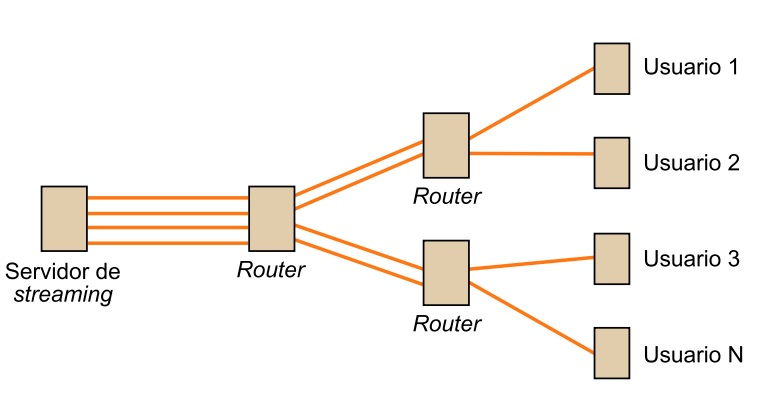 Usuario 1
Usuario 2
Router
Usuario 3
Servidor de
streaming
Router
Router
Usuario N